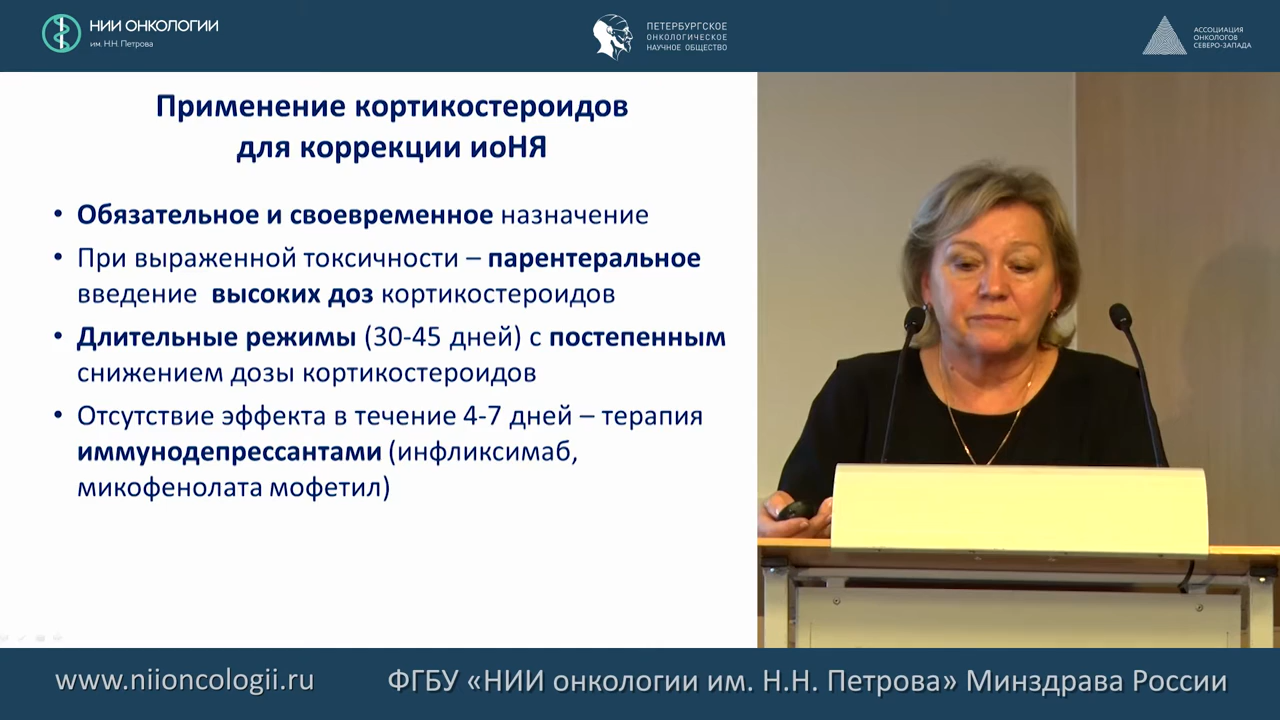 НИИ ОНКОЛОГИИ
им. Н.Н. Петрова
ПЕТЕРБУРГСКОЕ
ОНКОЛОГИЧЕСКОЕ
НАУЧНОЕ ОБЩЕСТВО
АССОЦИАЦИЯ
ОНКОЛОГОВ
СЕВЕРО-ЗАПАДА
Применение кортикостероидов
для коррекции иоНЯ
• Обязательное и своевременное назначение
• При выраженной токсичности – парентеральное
введение высоких доз кортикостероидов
• Длительные режимы (30-45 дней) с постепенным
снижением дозы кортикостероидов
• Отсутствие эффекта в течение 4-7 дней – терапия
иммунодепрессантами (инфликсимаб,
микофенолата мофетил)
www.niioncologii.ru
ФГБУ «НИИ онкологии им. Н.Н. Петрова» Минздрава России